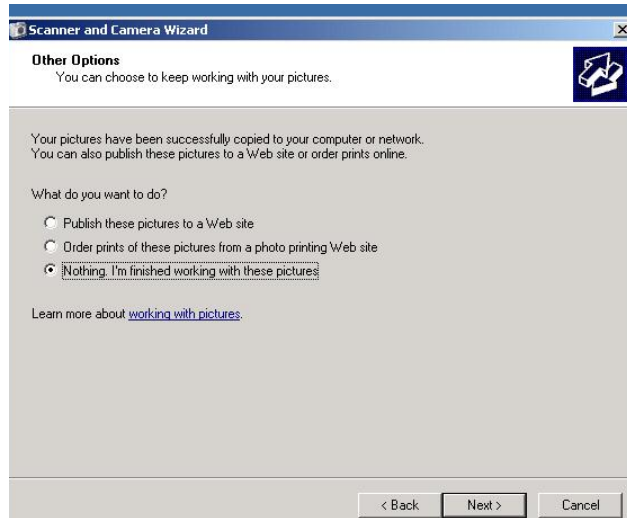 Scanner and Camera Wizard
Other Options
You can choose to keep working with your pictures.
Your pictures have been successfully copied to your computer or network.
You can also publish these pictures to a Web site or order prints online.
What do you want to do?
Publish these pictures to a Web site
Order prints of these pictures from a photo printing Web site
Nothing. I'm finished working with these pictures
Learn more about working with pictures.
< Back Next > Cancel